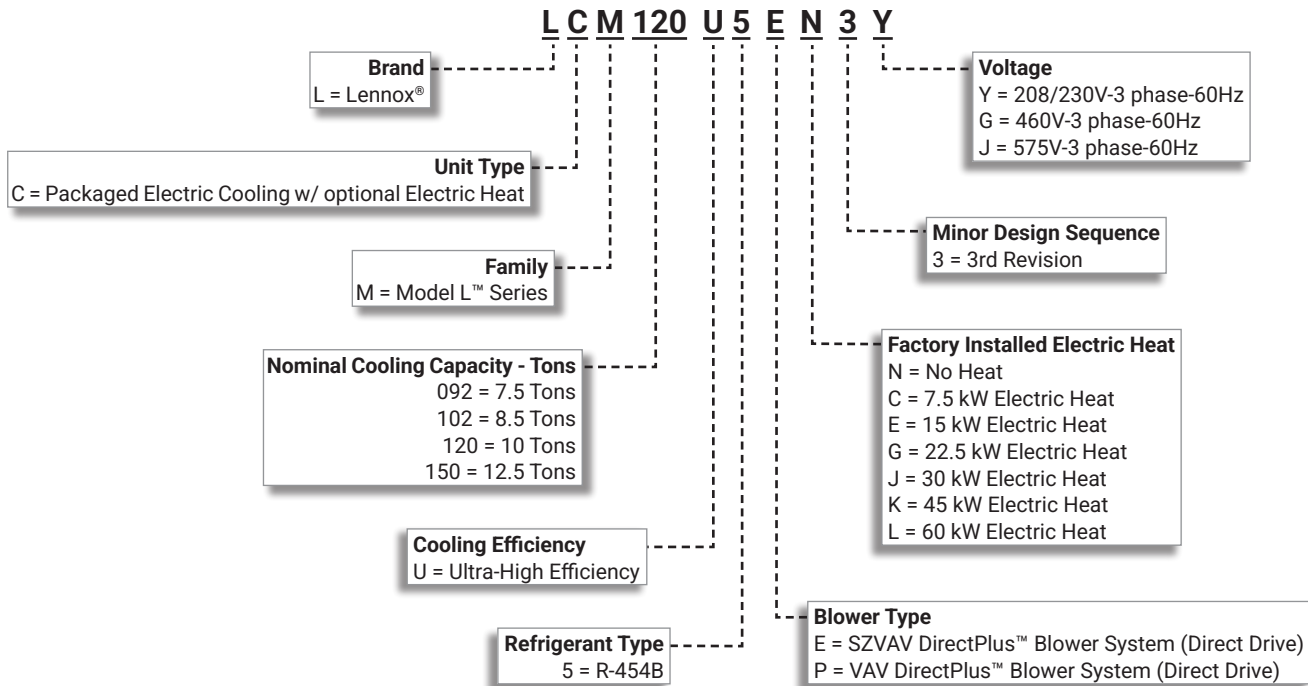 L C M 120 U 5 E N 3 Y
Brand
L = Lennox®
Voltage
Y = 208/230V-3 phase-60Hz
G = 460V-3 phase-60Hz
J = 575V-3 phase-60Hz
Unit Type
C = Packaged Electric Cooling w/ optional Electric Heat
Minor Design Sequence
3 = 3rd Revision
Family
M = Model L™ Series
Factory Installed Electric Heat
N = No Heat
C = 7.5 kW Electric Heat
E = 15 kW Electric Heat
G = 22.5 kW Electric Heat
J = 30 kW Electric Heat
K = 45 kW Electric Heat
L = 60 kW Electric Heat
Nominal Cooling Capacity - Tons
092 = 7.5 Tons
102 = 8.5 Tons
120 = 10 Tons
150 = 12.5 Tons
Cooling Efficiency
U = Ultra-High Efficiency
Blower Type
E = SZVAV DirectPlus™ Blower System (Direct Drive)
P = VAV DirectPlus™ Blower System (Direct Drive)
Refrigerant Type
5 = R-454B